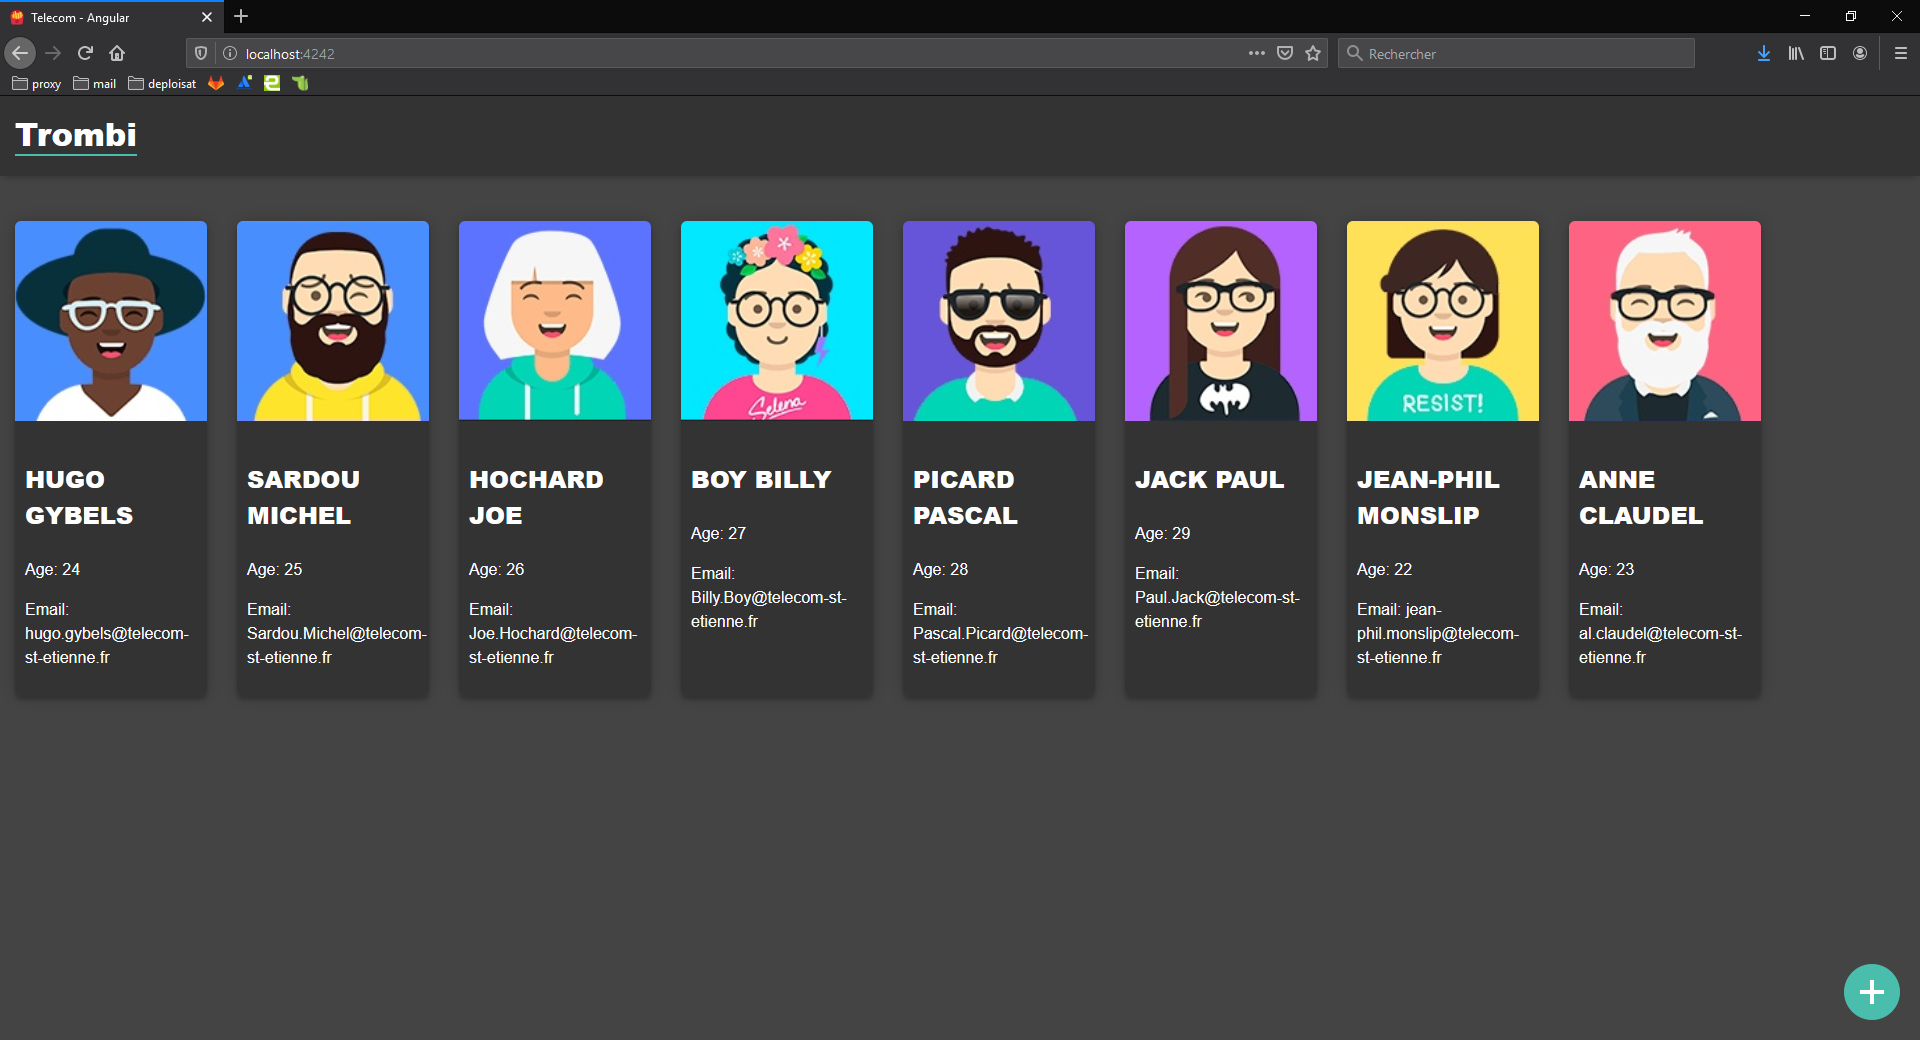 Telecom - Angular
localhost:4242
Rechercher
proxy
mail
deploisat
Trombi
Selena
RESIST!
HUGO
GYBELS
Age: 24
Email:
hugo.gybels@telecom-
st-etienne.fr
SARDOU
MICHEL
Age: 25
Email:
Sardou.Michel@telecom-
st-etienne.fr
HOCHARD
JOE
Age: 26
Email:
Joe.Hochard@telecom-
st-etienne.fr
BOY BILLY
Age: 27
Email:
Billy.Boy@telecom-st-
etienne.fr
PICARD
PASCAL
Age: 28
Email:
Pascal.Picard@telecom-
st-etienne.fr
JACK PAUL
Age: 29
Email:
Paul.Jack@telecom-st-
etienne.fr
JEAN-PHIL
MONSLIP
Age: 22
Email: jean-
phil.monslip@telecom-
st-etienne.fr
ANNE
CLAUDEL
Age: 23
Email:
al.claudel@telecom-st-
etienne.fr